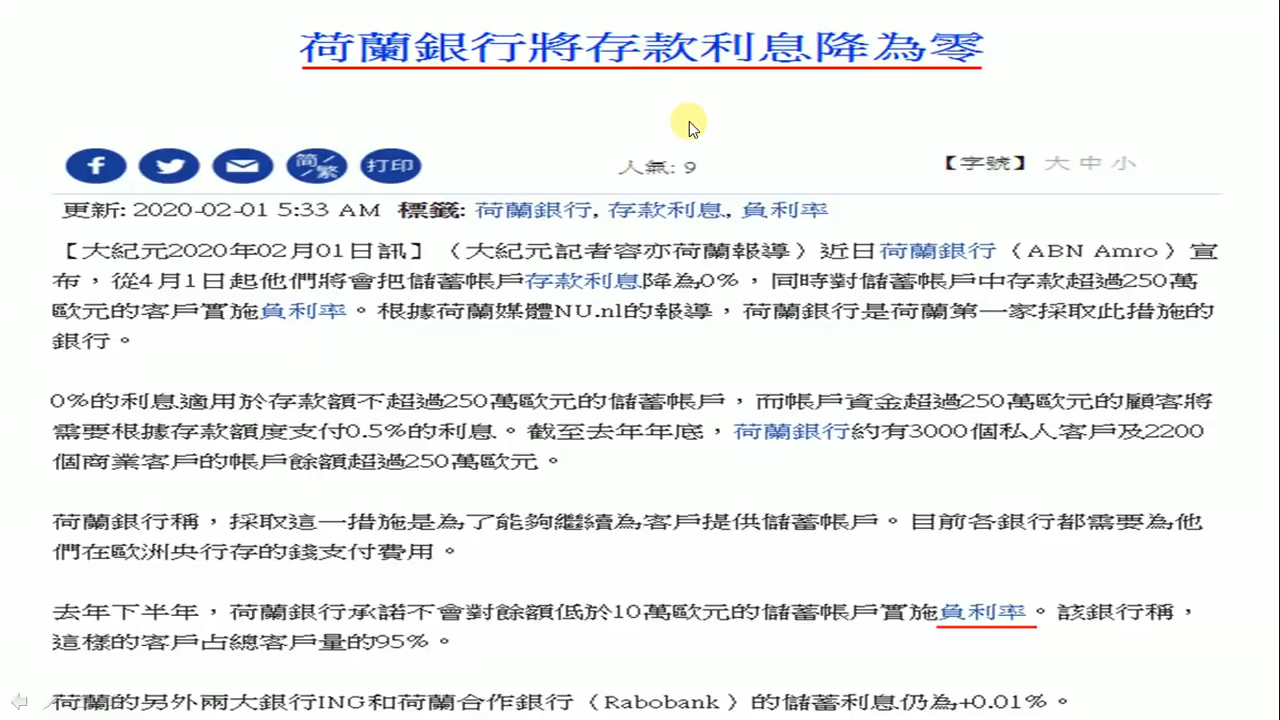 荷蘭銀行將存款利息降為零
f 简/繁 打印 人氣: 9 【字號】 大 中 小
更新: 2020-02-01 5:33 AM 標籤: 荷蘭銀行, 存款利息, 負利率
【大紀元2020年02月01日訊】（大紀元記者容亦荷蘭報導）近日荷蘭銀行（ABN Amro）宣
布，從4月1日起他們將會把儲蓄帳戶存款利息降為0%，同時對儲蓄帳戶中存款超過250萬
歐元的客戶實施負利率。根據荷蘭媒體NU.nl的報導，荷蘭銀行是荷蘭第一家採取此措施的
銀行。
0%的利息適用於存款額不超過250萬歐元的儲蓄帳戶，而帳戶資金超過250萬歐元的顧客將
需要根據存款額度支付0.5%的利息。截至去年年底，荷蘭銀行約有3000個私人客戶及2200
個商業客戶的帳戶餘額超過250萬歐元。
荷蘭銀行稱，採取這一措施是為了能夠繼續為客戶提供儲蓄帳戶。目前各銀行都需要為他
們在歐洲央行存的錢支付費用。
去年下半年，荷蘭銀行承諾不會對餘額低於10萬歐元的儲蓄帳戶實施負利率。該銀行稱，
這樣的客戶占總客戶量的95%。
荷蘭的另外兩大銀行ING和荷蘭合作銀行（Rabobank）的儲蓄利息仍為+0.01%。